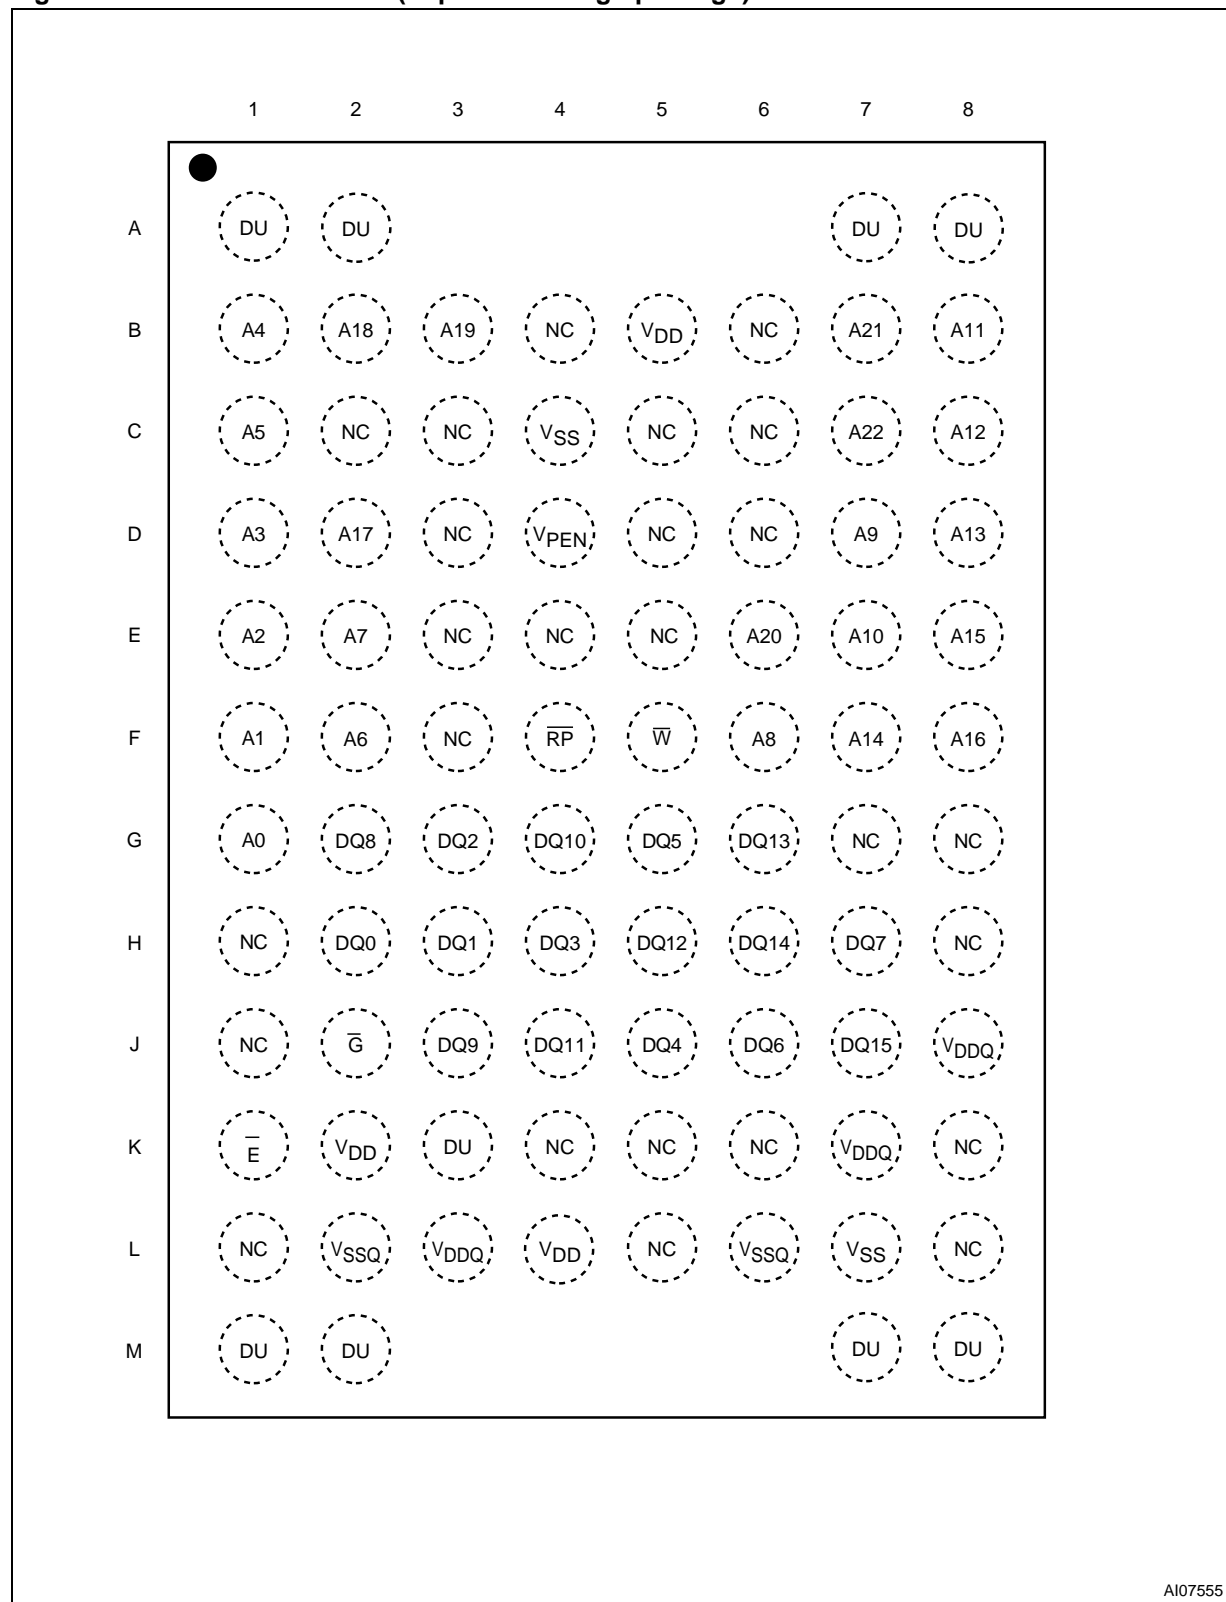 1 2 3 4 5 6 7 8
A DU DU DU DU
B A4 A18 A19 NC VDD NC A21 A11
C A5 NC NC VSS NC NC A22 A12
D A3 A17 NC VPEN NC NC A9 A13
E A2 A7 NC NC NC A20 A10 A15
F A1 A6 NC R̅P̅ W̅ A8 A14 A16
G A0 DQ8 DQ2 DQ10 DQ5 DQ13 NC NC
H NC DQ0 DQ1 DQ3 DQ12 DQ14 DQ7 NC
J NC G̅ DQ9 DQ11 DQ4 DQ6 DQ15 VDDQ
K E̅ VDD DU NC NC NC VDDQ NC
L NC VSSQ VDDQ VDD NC VSSQ VSS NC
M DU DU DU DU
AI07555